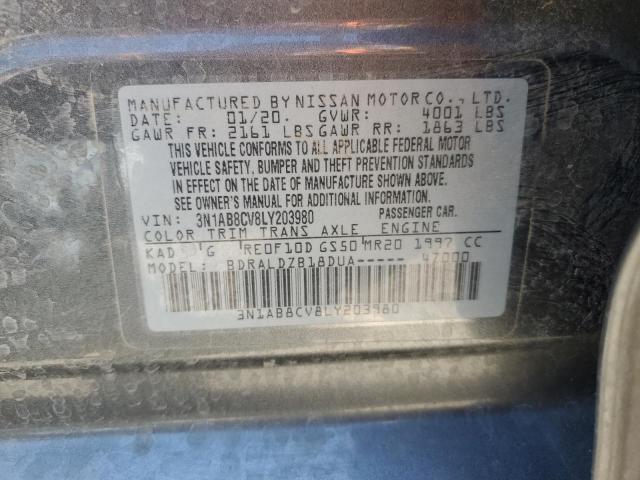 MANUFACTURED BY NISSAN MOTOR CO., LTD.
DATE: 01/20. GVWR: 4001 LBS
GAWR FR: 2161 LBS GAWR RR: 1863 LBS
THIS VEHICLE CONFORMS TO ALL APPLICABLE FEDERAL MOTOR
VEHICLE SAFETY, BUMPER AND THEFT PREVENTION STANDARDS
IN EFFECT ON THE DATE OF MANUFACTURE SHOWN ABOVE.
SEE OWNER'S MANUAL FOR ADDITIONAL INFORMATION.
VIN: 3N1AB8CV8LY203980 PASSENGER CAR.
COLOR TRIM TRANS AXLE ENGINE
KAD G RE0F10D GS50 MR20 1997 CC
MODEL: BDRALDZB18DUA----- 47000
3N1AB8CV8LY203980